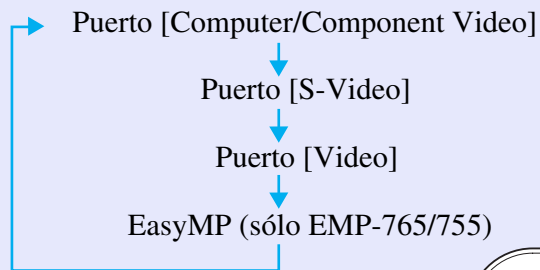 Puerto [Computer/Component Video]
Puerto [S-Video]
Puerto [Video]
EasyMP (sólo EMP-765/755)